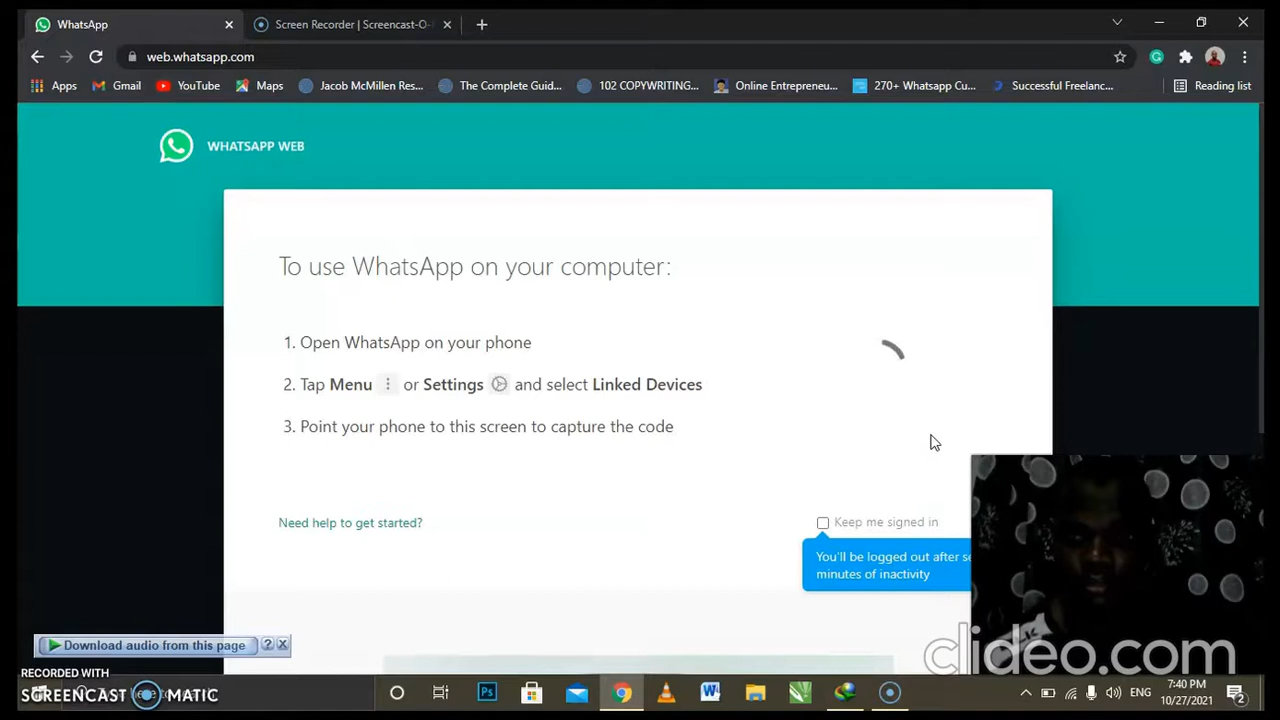 WhatsApp
Screen Recorder | Screencast-O-
web.whatsapp.com
Apps
Gmail
YouTube
Maps
Jacob McMillen Res...
The Complete Guid...
102 COPYWRITING...
Online Entrepreneu...
270+ Whatsapp Cu...
Successful Freelanc...
Reading list
WHATSAPP WEB
To use WhatsApp on your computer:
1. Open WhatsApp on your phone
2. Tap Menu or Settings and select Linked Devices
3. Point your phone to this screen to capture the code
Need help to get started?
Keep me signed in
You'll be logged out after se
minutes of inactivity
Download audio from this page
?
clideo.com
RECORDED WITH
SCREENCAST MATIC
Ps
W
ENG
7:40 PM
10/27/2021
2